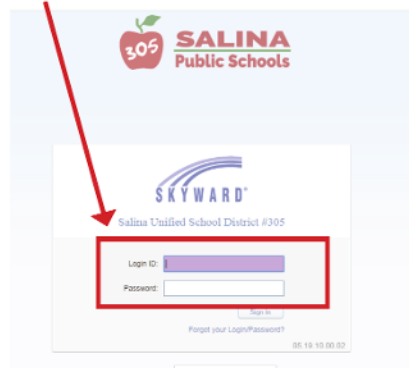 305
SALINA
Public Schools
SKYWARD®
Salina Unified School District #305
Login ID:
Password:
Sign In
Forgot your Login/Password?
05.19.10.00.02